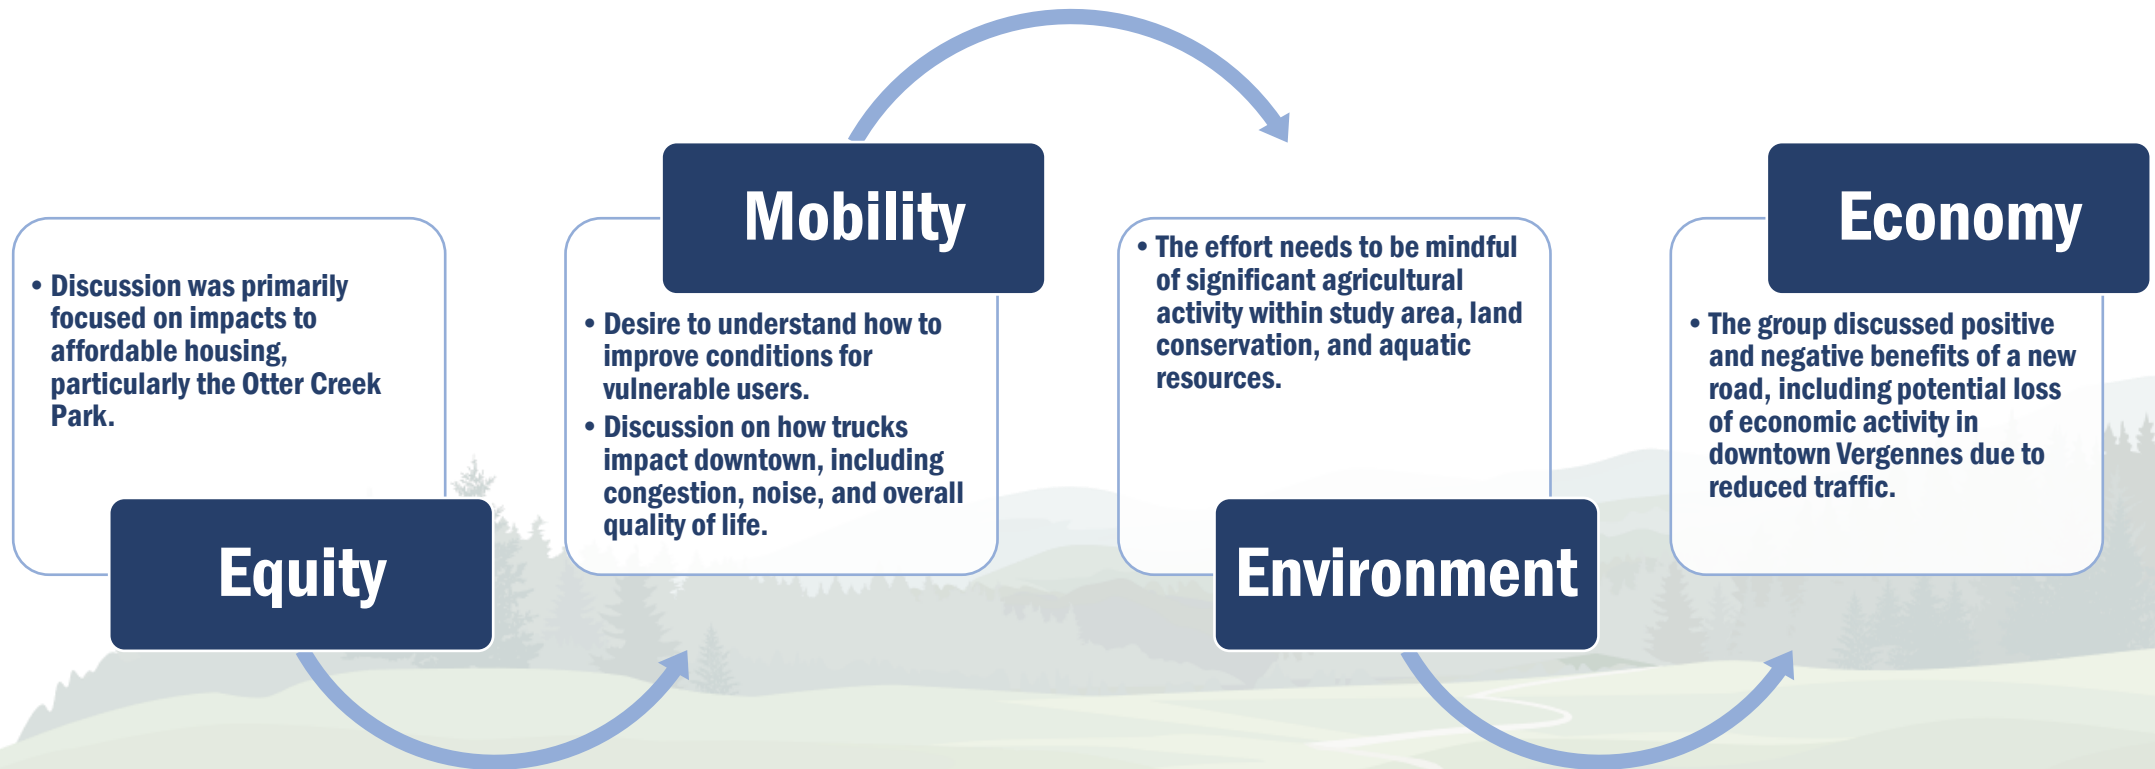 • Discussion was primarily
focused on impacts to
affordable housing,
particularly the Otter Creek
Park.
Equity
Mobility
• Desire to understand how to
improve conditions for
vulnerable users.
• Discussion on how trucks
impact downtown, including
congestion, noise, and overall
quality of life.
• The effort needs to be mindful
of significant agricultural
activity within study area, land
conservation, and aquatic
resources.
Environment
Economy
• The group discussed positive
and negative benefits of a new
road, including potential loss
of economic activity in
downtown Vergennes due to
reduced traffic.